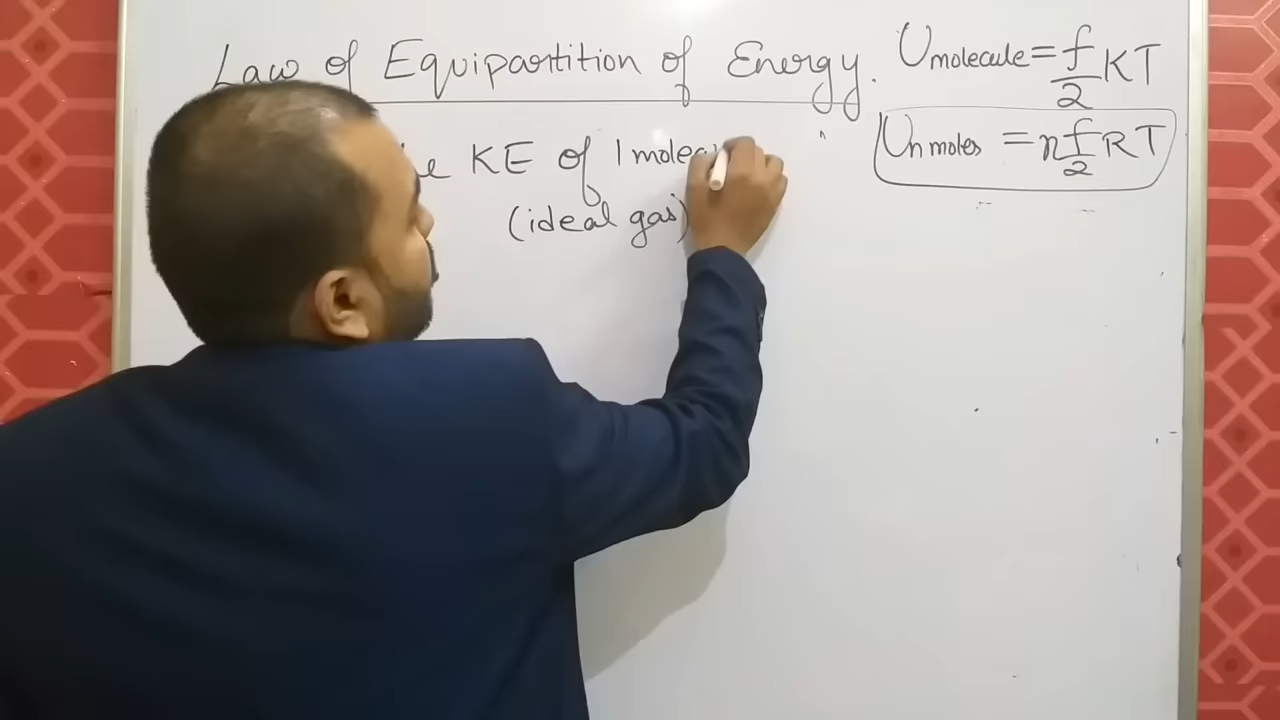 Law of Equipartition of Energy.
KE of 1
(ideal gas)
Umolecule = f/2 KT
Un moles = n f/2 RT